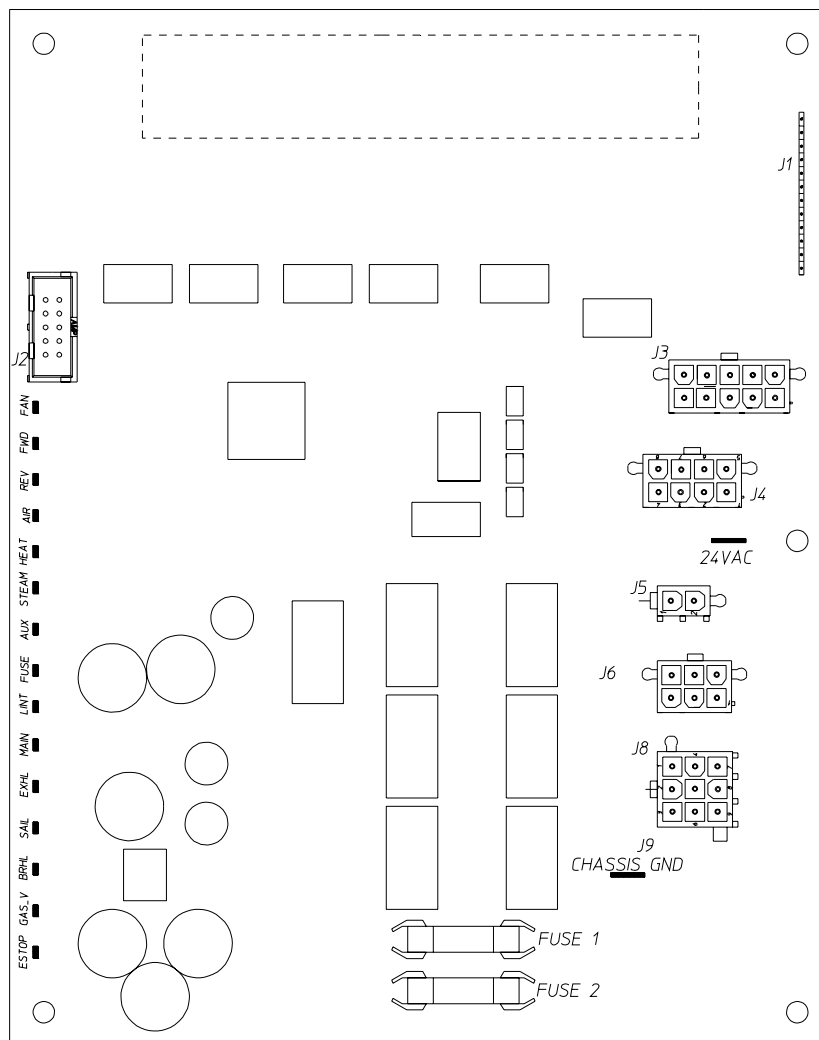 J1
J2
J3
FAN
FWD
J4
REV
AIR
HEAT
24VAC
STEAM
J5
AUX
FUSE
J6
LINT
MAIN
J8
EXHL
SAIL
J9
BRHL
CHASSIS GND
GAS_V
FUSE 1
ESTOP
FUSE 2